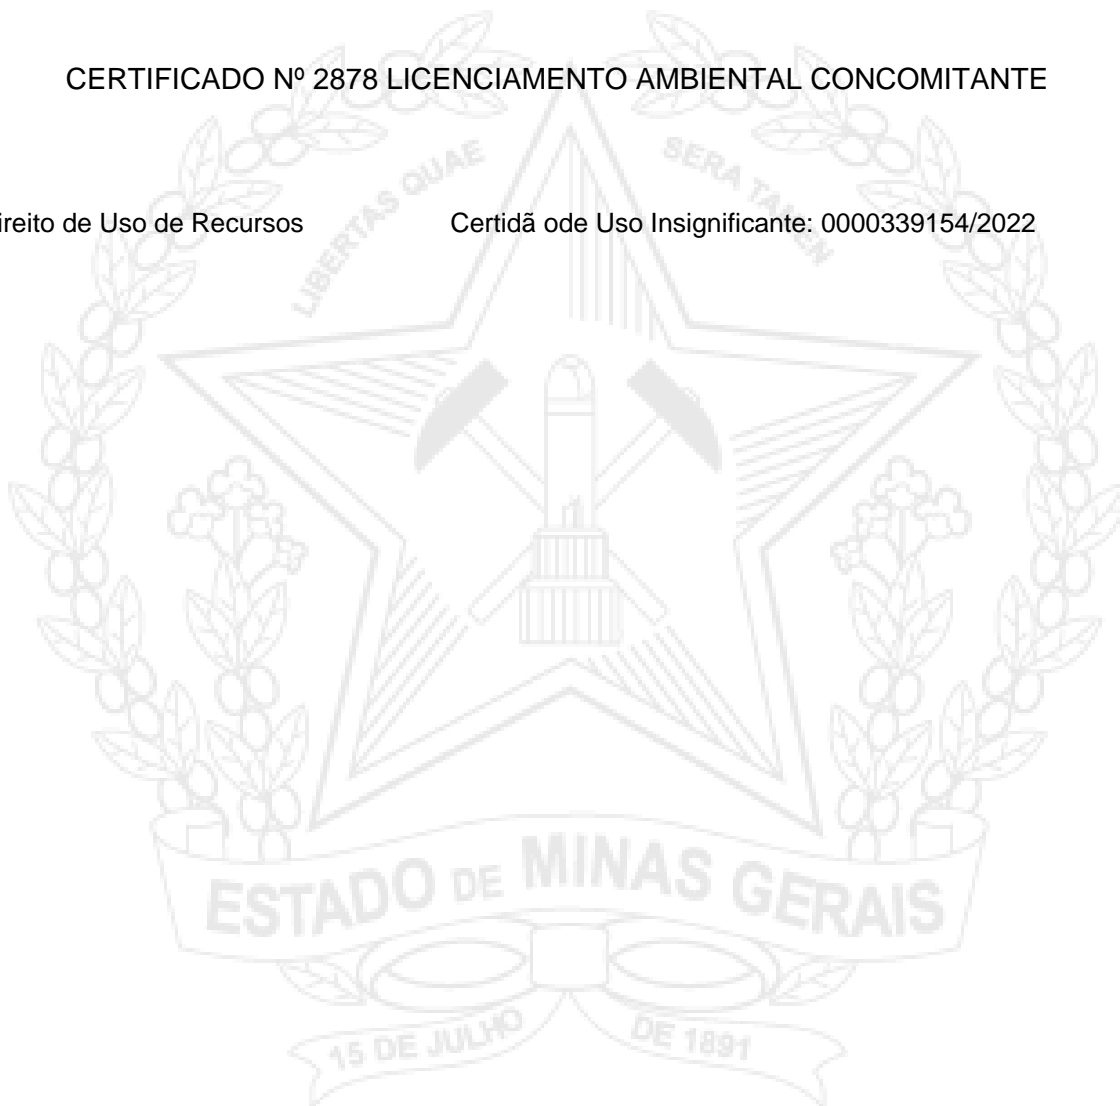 CERTIFICADO Nº 2878 LICENCIAMENTO AMBIENTAL CONCOMITANTE
LIBERTAS QUAE SERA TAMEN
ireito de Uso de Recursos Certidã ode Uso Insignificante: 0000339154/2022
ESTADO DE MINAS GERAIS
15 DE JULHO DE 1891